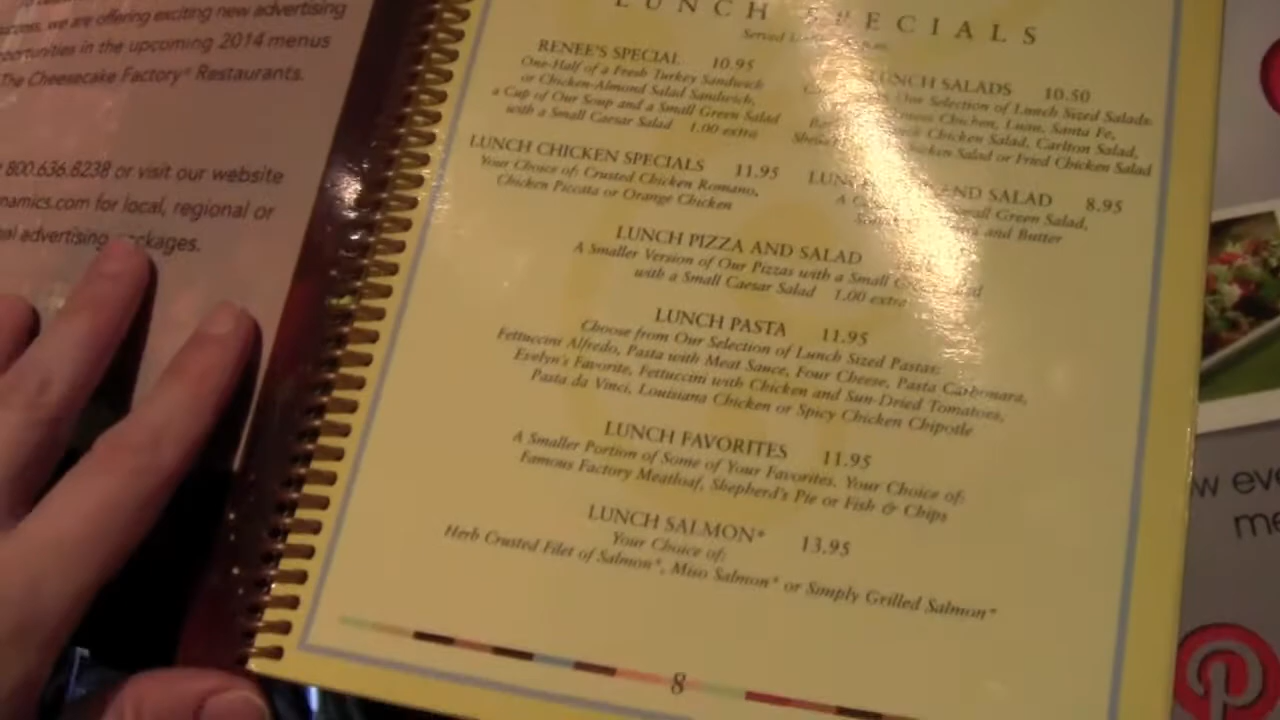 we are offering exciting new advertising
in the upcoming 2014 menus
The Cheesecake Factory® Restaurants.
800.636.8238 or visit our website
for local, regional or
advertising
LUNCH SPECIALS
Served
RENEE'S SPECIAL 10.95
One-Half of a Fresh Turkey Sandwich
or Chicken-Almond Salad Sandwich,
a Cup of Our Soup and a Small Green Salad
with a Small Caesar Salad 1.00 extra
LUNCH CHICKEN SPECIALS 11.95
Your Choice of: Crusted Chicken Romano,
Chicken Piccata or Orange Chicken
LUNCH SALADS 10.50
Our Selection of Lunch Sized Salads:
Chicken, Luau, Santa Fe,
Chicken Salad, Carlton Salad,
Chicken Salad or Fried Chicken Salad
AND SALAD 8.95
A Small Green Salad,
and Butter
LUNCH PIZZA AND SALAD
A Smaller Version of Our Pizzas with a Small
with a Small Caesar Salad 1.00 extra
LUNCH PASTA 11.95
Choose from Our Selection of Lunch Sized Pastas:
Fettuccini Alfredo, Pasta with Meat Sauce, Four Cheese, Pasta Carbonara,
Evelyn's Favorite, Fettuccini with Chicken and Sun-Dried Tomatoes,
Pasta da Vinci, Louisiana Chicken or Spicy Chicken Chipotle
LUNCH FAVORITES 11.95
A Smaller Portion of Some of Your Favorites. Your Choice of:
Famous Factory Meatloaf, Shepherd's Pie or Fish & Chips
LUNCH SALMON* 13.95
Your Choice of:
Herb Crusted Filet of Salmon*, Miso Salmon* or Simply Grilled Salmon*
8